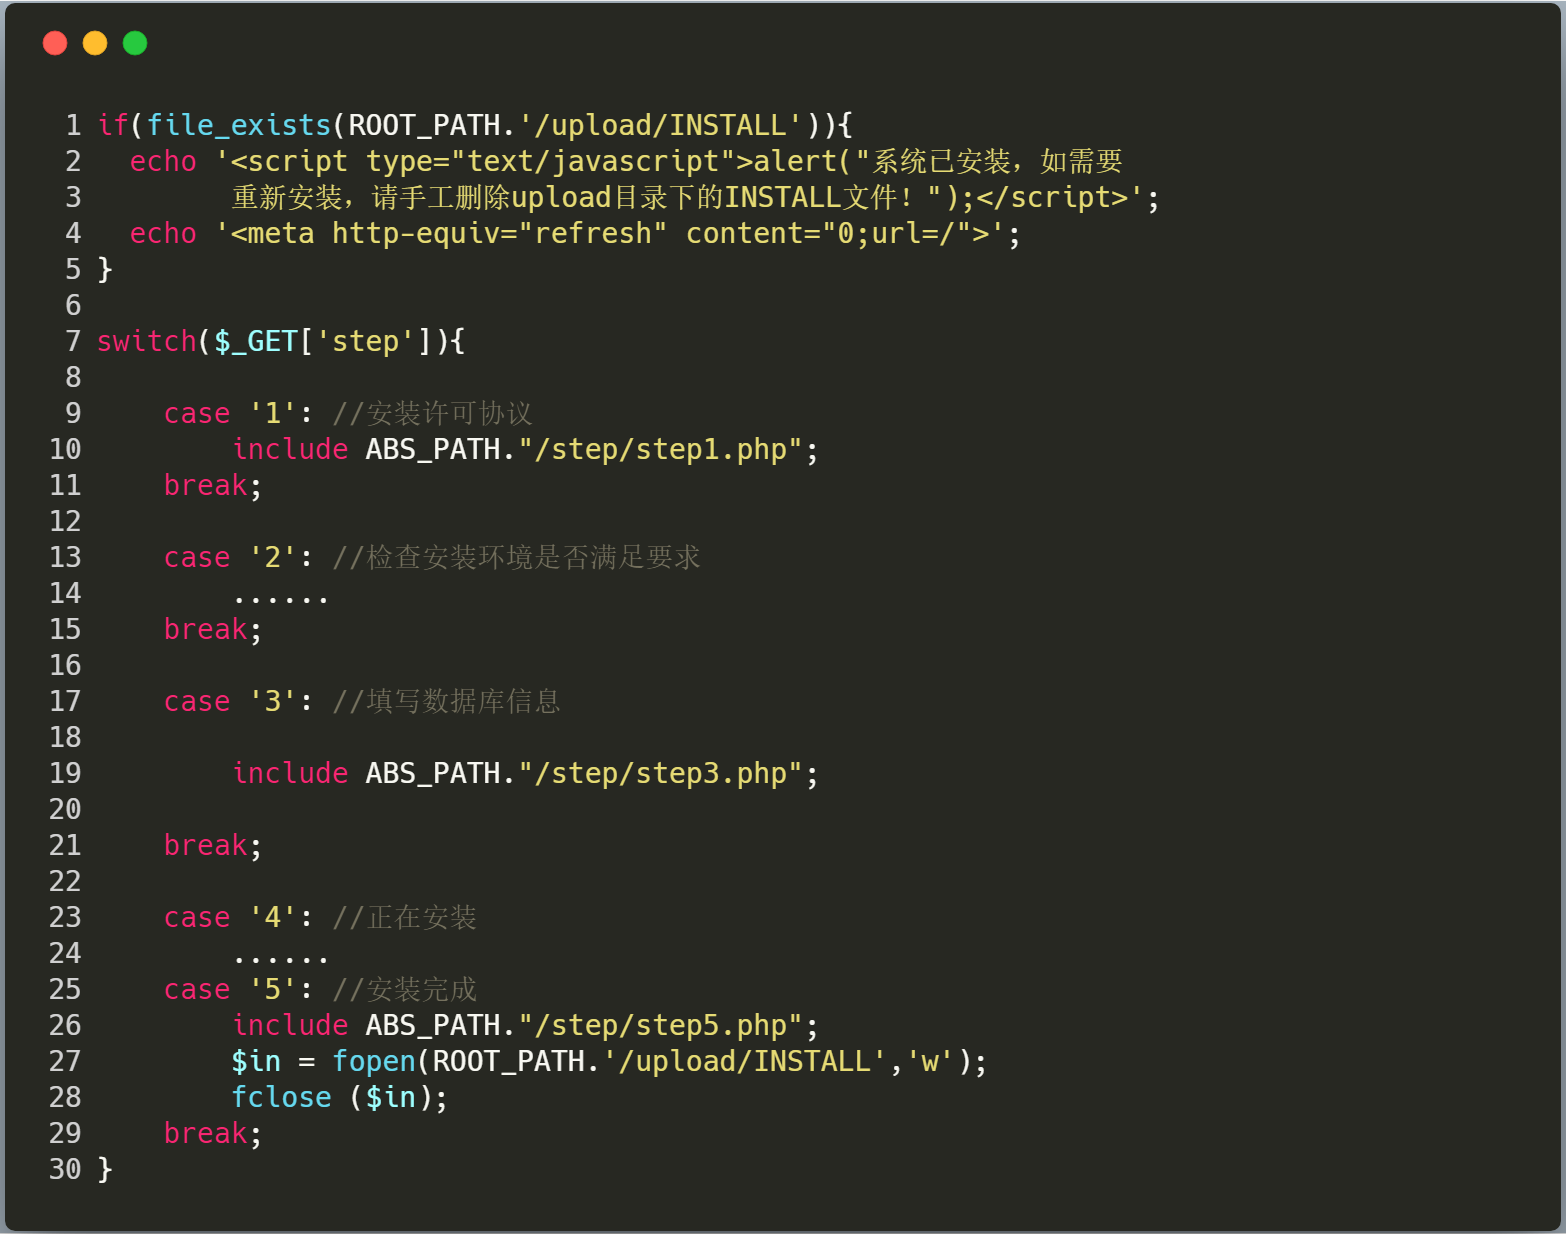 1 if(file_exists(ROOT_PATH.'/upload/INSTALL')){
2   echo '<script type="text/javascript">alert("系统已安装，如需要
3         重新安装，请手工删除upload目录下的INSTALL文件！");</script>';
4   echo '<meta http-equiv="refresh" content="0;url=/">';
5 }
6
7 switch($_GET['step']){
8
9     case '1': //安装许可协议
10         include ABS_PATH."/step/step1.php";
11     break;
12
13     case '2': //检查安装环境是否满足要求
14         ......
15     break;
16
17     case '3': //填写数据库信息
18
19         include ABS_PATH."/step/step3.php";
20
21     break;
22
23     case '4': //正在安装
24         ......
25     case '5': //安装完成
26         include ABS_PATH."/step/step5.php";
27         $in = fopen(ROOT_PATH.'/upload/INSTALL','w');
28         fclose ($in);
29     break;
30 }